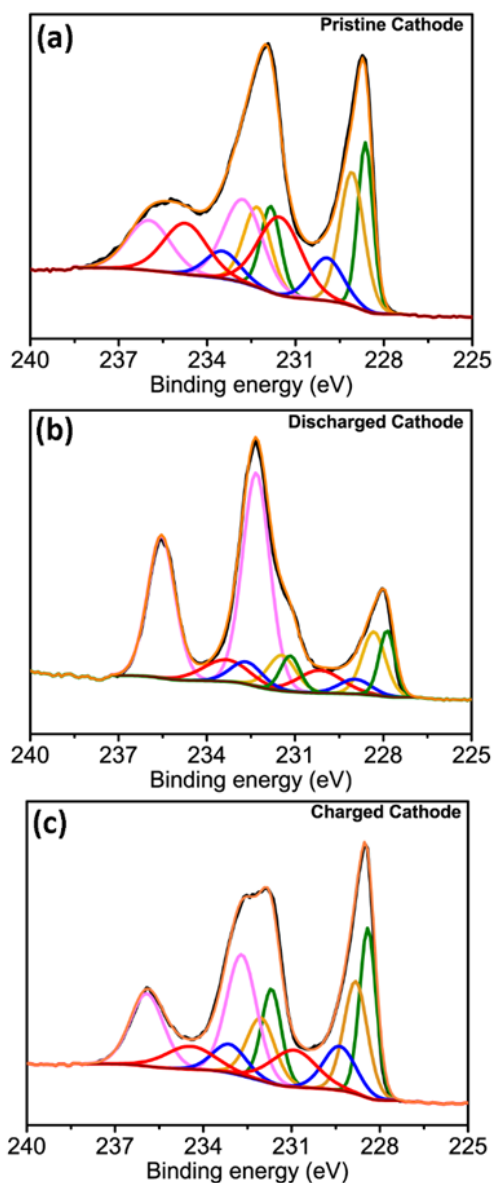 (a)
Pristine Cathode
240 237 234 231 228 225
Binding energy (eV)
(b)
Discharged Cathode
240 237 234 231 228 225
Binding energy (eV)
(c)
Charged Cathode
240 237 234 231 228 225
Binding energy (eV)